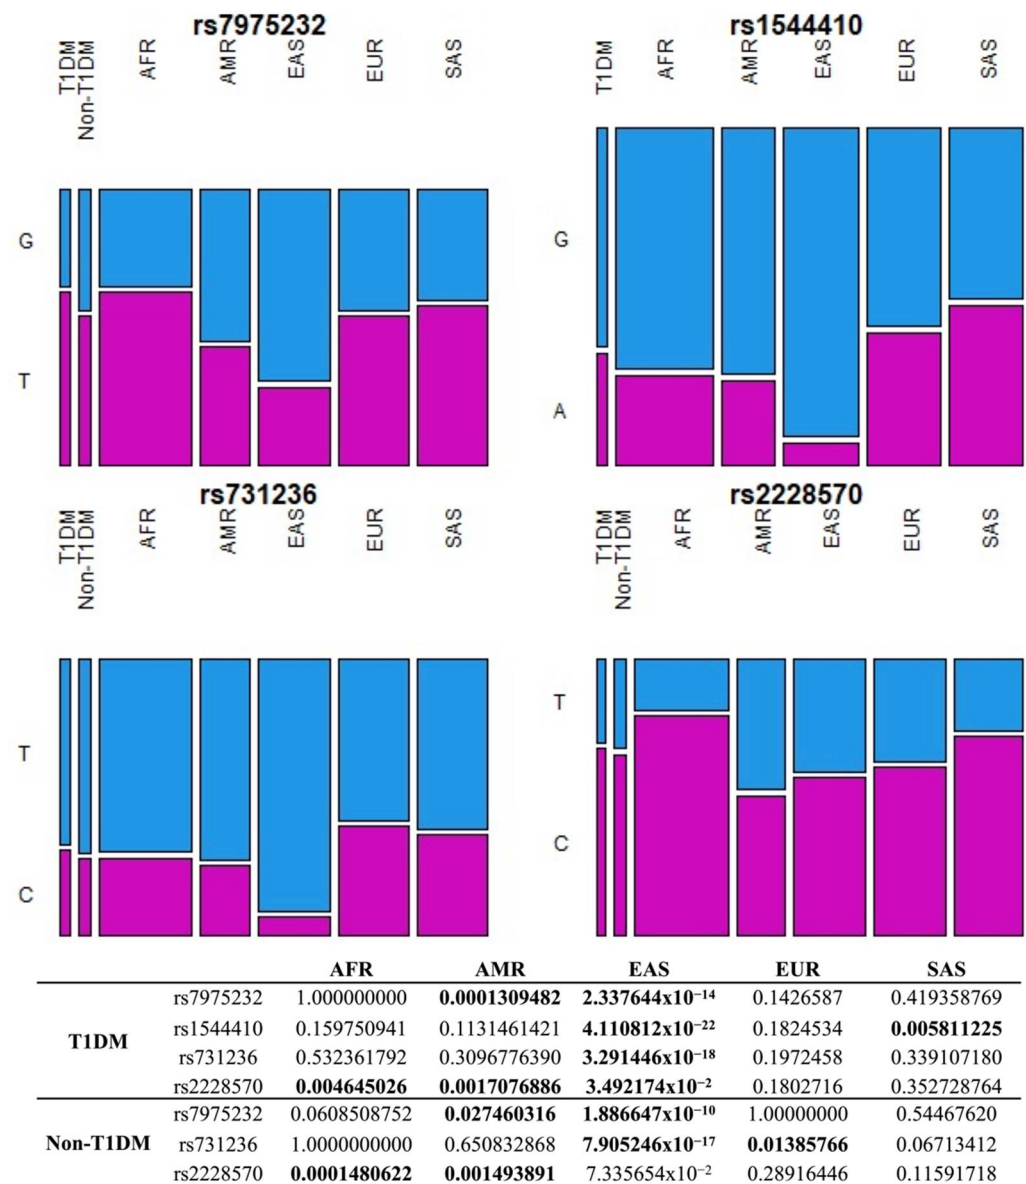 rs7975232
T1DM Non-T1DM AFR AMR EAS EUR SAS
G
T
rs1544410
T1DM AFR AMR EAS EUR SAS
G
A
rs731236
T1DM Non-T1DM AFR AMR EAS EUR SAS
T
C
rs2228570
T1DM Non-T1DM AFR AMR EAS EUR SAS
T
C
AFR AMR EAS EUR SAS
T1DM
rs7975232 1.000000000 0.0001309482 2.337644x10⁻¹⁴ 0.1426587 0.419358769
rs1544410 0.159750941 0.1131461421 4.110812x10⁻²² 0.1824534 0.005811225
rs731236 0.532361792 0.3096776390 3.291446x10⁻¹⁸ 0.1972458 0.339107180
rs2228570 0.004645026 0.0017076886 3.492174x10⁻² 0.1802716 0.352728764
Non-T1DM
rs7975232 0.0608508752 0.027460316 1.886647x10⁻¹⁰ 1.00000000 0.54467620
rs731236 1.0000000000 0.650832868 7.905246x10⁻¹⁷ 0.01385766 0.06713412
rs2228570 0.0001480622 0.001493891 7.335654x10⁻² 0.28916446 0.11591718